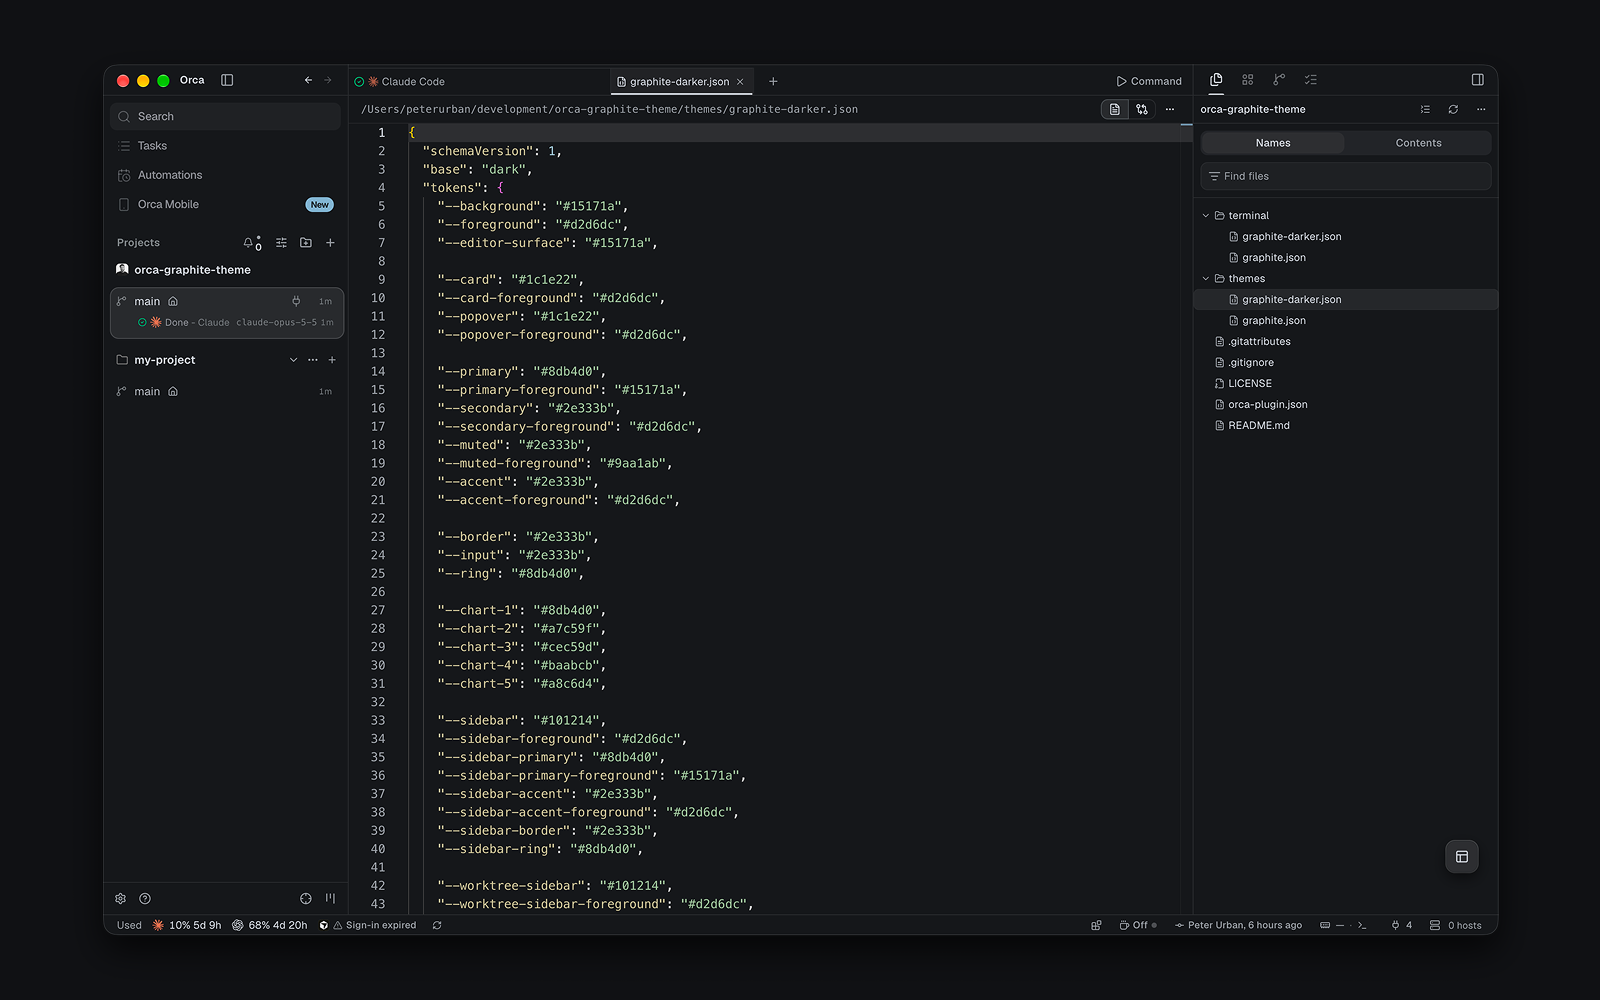 Orca
Search
Tasks
Automations
Orca Mobile
New
Projects
0
orca-graphite-theme
main
1m
Done - Claude claude-opus-5-5 1m
my-project
main
1m
Claude Code
graphite-darker.json
Command
/Users/peterurban/development/orca-graphite-theme/themes/graphite-darker.json
1 {
2 "schemaVersion": 1,
3 "base": "dark",
4 "tokens": {
5 "--background": "#15171a",
6 "--foreground": "#d2d6dc",
7 "--editor-surface": "#15171a",
8
9 "--card": "#1c1e22",
10 "--card-foreground": "#d2d6dc",
11 "--popover": "#1c1e22",
12 "--popover-foreground": "#d2d6dc",
13
14 "--primary": "#8db4d0",
15 "--primary-foreground": "#15171a",
16 "--secondary": "#2e333b",
17 "--secondary-foreground": "#d2d6dc",
18 "--muted": "#2e333b",
19 "--muted-foreground": "#9aa1ab",
20 "--accent": "#2e333b",
21 "--accent-foreground": "#d2d6dc",
22
23 "--border": "#2e333b",
24 "--input": "#2e333b",
25 "--ring": "#8db4d0",
26
27 "--chart-1": "#8db4d0",
28 "--chart-2": "#a7c59f",
29 "--chart-3": "#cec59d",
30 "--chart-4": "#baabcb",
31 "--chart-5": "#a8c6d4",
32
33 "--sidebar": "#101214",
34 "--sidebar-foreground": "#d2d6dc",
35 "--sidebar-primary": "#8db4d0",
36 "--sidebar-primary-foreground": "#15171a",
37 "--sidebar-accent": "#2e333b",
38 "--sidebar-accent-foreground": "#d2d6dc",
39 "--sidebar-border": "#2e333b",
40 "--sidebar-ring": "#8db4d0",
41
42 "--worktree-sidebar": "#101214",
43 "--worktree-sidebar-foreground": "#d2d6dc",
orca-graphite-theme
Names
Contents
Find files
terminal
graphite-darker.json
graphite.json
themes
graphite-darker.json
graphite.json
.gitattributes
.gitignore
LICENSE
orca-plugin.json
README.md
Used
10% 5d 9h
68% 4d 20h
Sign-in expired
Off
Peter Urban, 6 hours ago
4
0 hosts